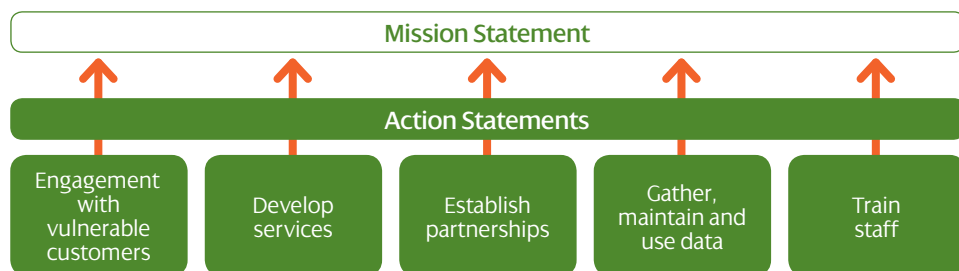 Mission Statement
Action Statements
Engagement
with
vulnerable
customers
Develop
services
Establish
partnerships
Gather,
maintain and
use data
Train
staff